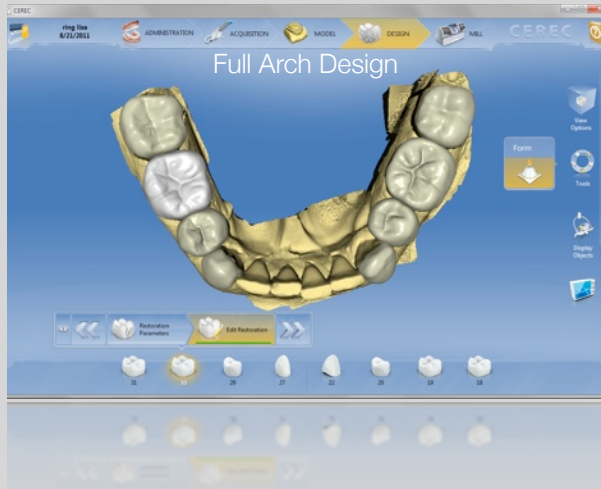 CEREC
ring lisa
8/21/2011
ADMINISTRATION
ACQUISITION
MODEL
DESIGN
MILL
CEREC
Full Arch Design
View
Options
Form
Tools
Display
Objects
Restoration
Parameters
Edit Restoration
31
30
29
27
22
20
19
18